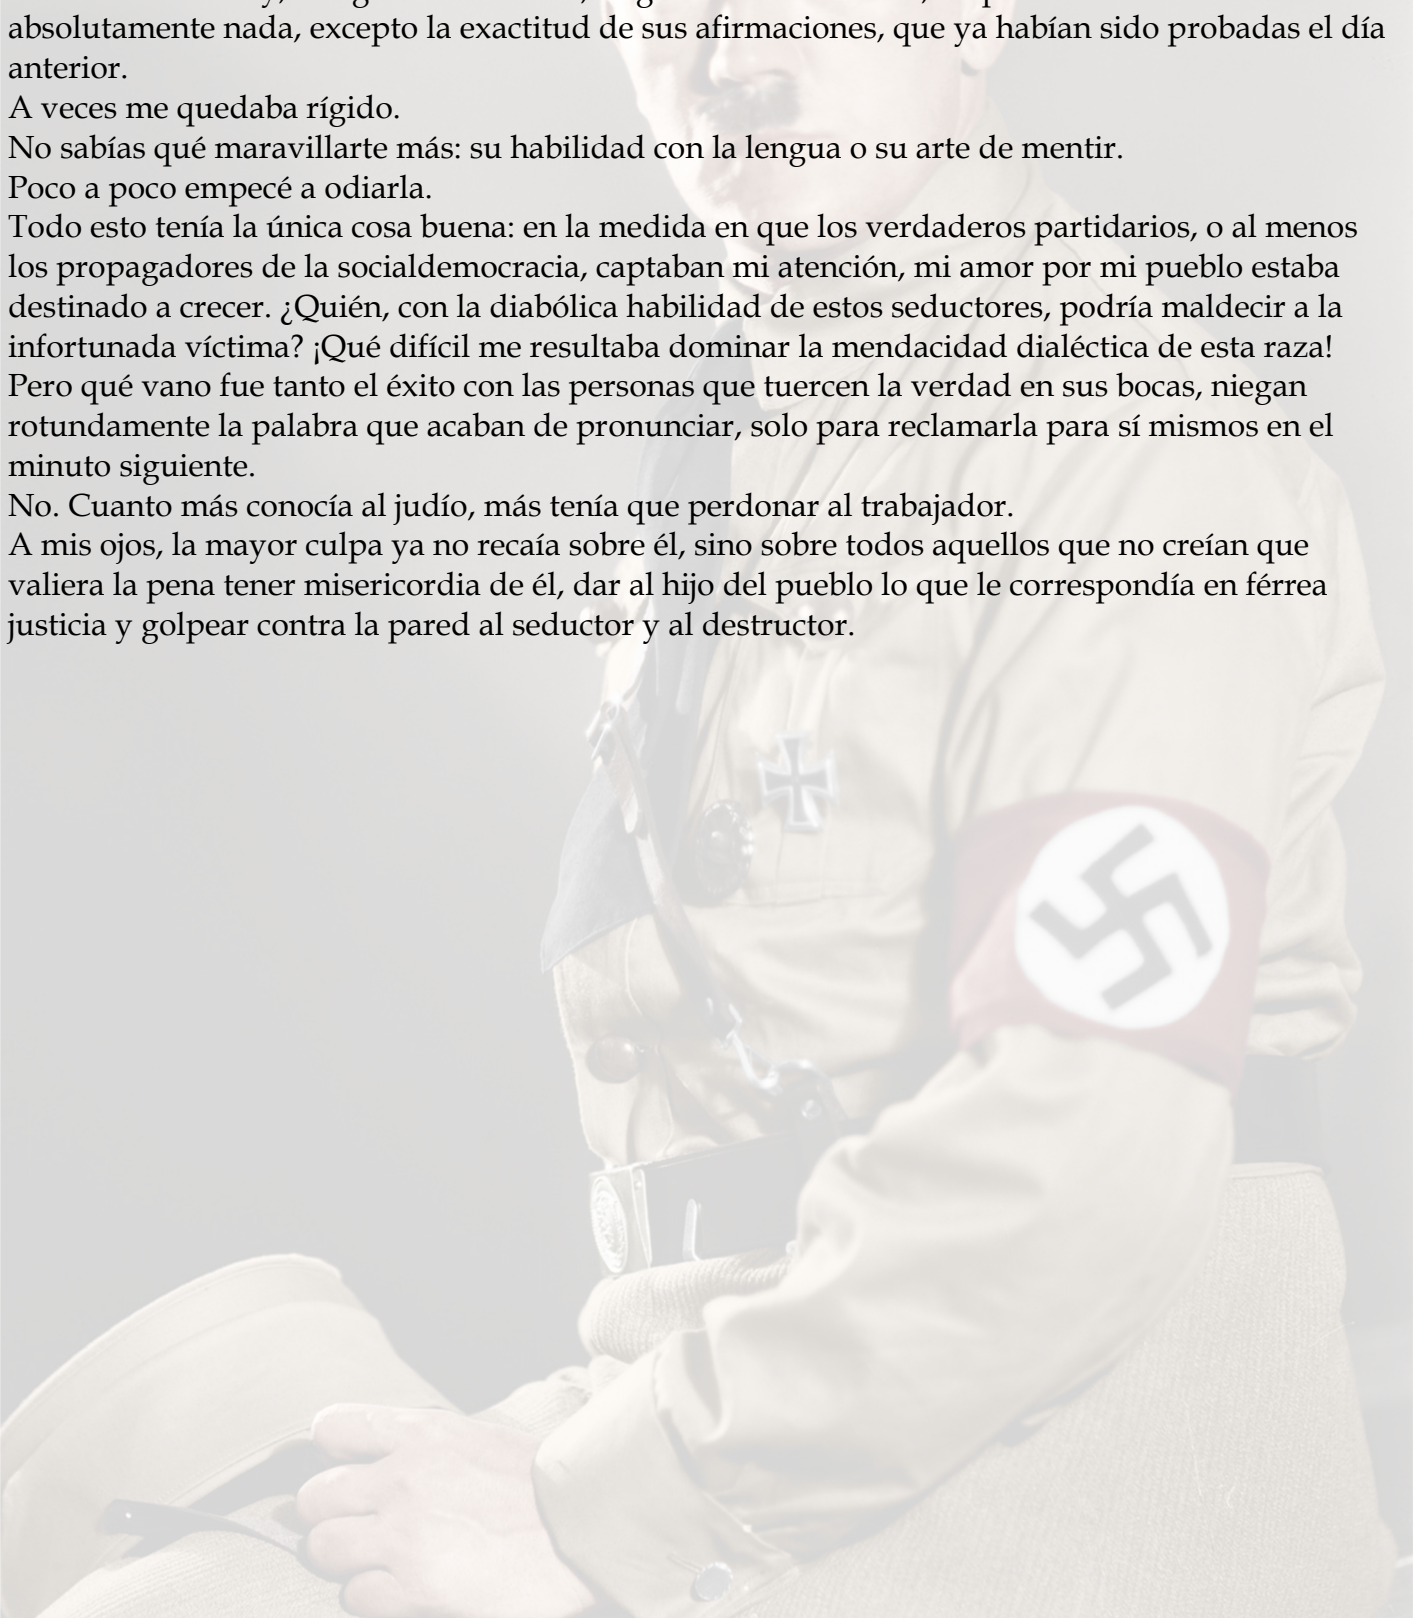 absolutamente nada, excepto la exactitud de sus afirmaciones, que ya habían sido probadas el día
anterior.
A veces me quedaba rígido.
No sabías qué maravillarte más: su habilidad con la lengua o su arte de mentir.
Poco a poco empecé a odiarla.
Todo esto tenía la única cosa buena: en la medida en que los verdaderos partidarios, o al menos
los propagadores de la socialdemocracia, captaban mi atención, mi amor por mi pueblo estaba
destinado a crecer. ¿Quién, con la diabólica habilidad de estos seductores, podría maldecir a la
infortunada víctima? ¡Qué difícil me resultaba dominar la mendacidad dialéctica de esta raza!
Pero qué vano fue tanto el éxito con las personas que tuercen la verdad en sus bocas, niegan
rotundamente la palabra que acaban de pronunciar, solo para reclamarla para sí mismos en el
minuto siguiente.
No. Cuanto más conocía al judío, más tenía que perdonar al trabajador.
A mis ojos, la mayor culpa ya no recaía sobre él, sino sobre todos aquellos que no creían que
valiera la pena tener misericordia de él, dar al hijo del pueblo lo que le correspondía en férrea
justicia y golpear contra la pared al seductor y al destructor.